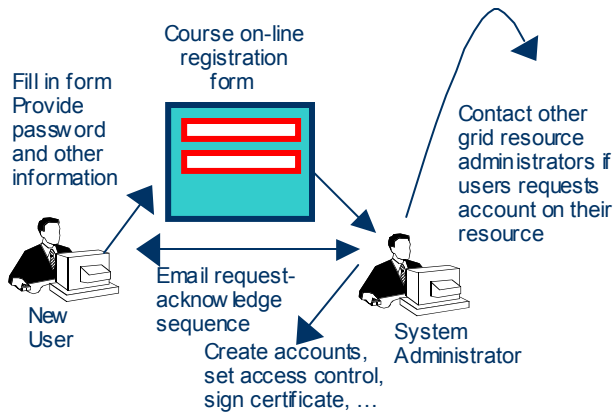 Course on-line
registration
form
Fill in form
Provide
password
and other
information
Contact other
grid resource
administrators if
users requests
account on their
resource
Email request-
acknowledge
sequence
New
User
System
Administrator
Create accounts,
set access control,
sign certificate, …